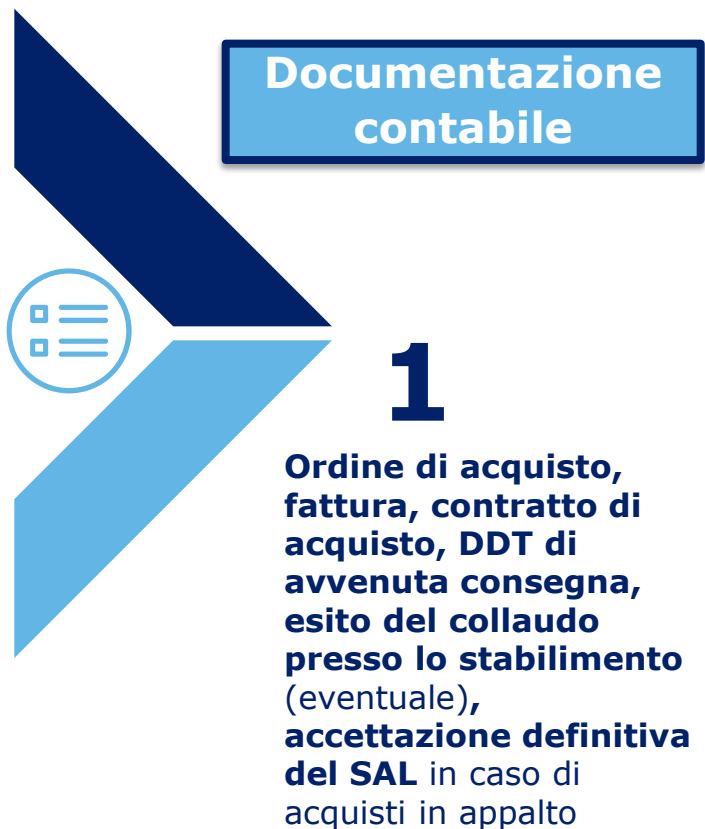 Documentazione
contabile
1
Ordine di acquisto,
fattura, contratto di
acquisto, DDT di
avvenuta consegna,
esito del collaudo
presso lo stabilimento
(eventuale),
accettazione definitiva
del SAL in caso di
acquisti in appalto